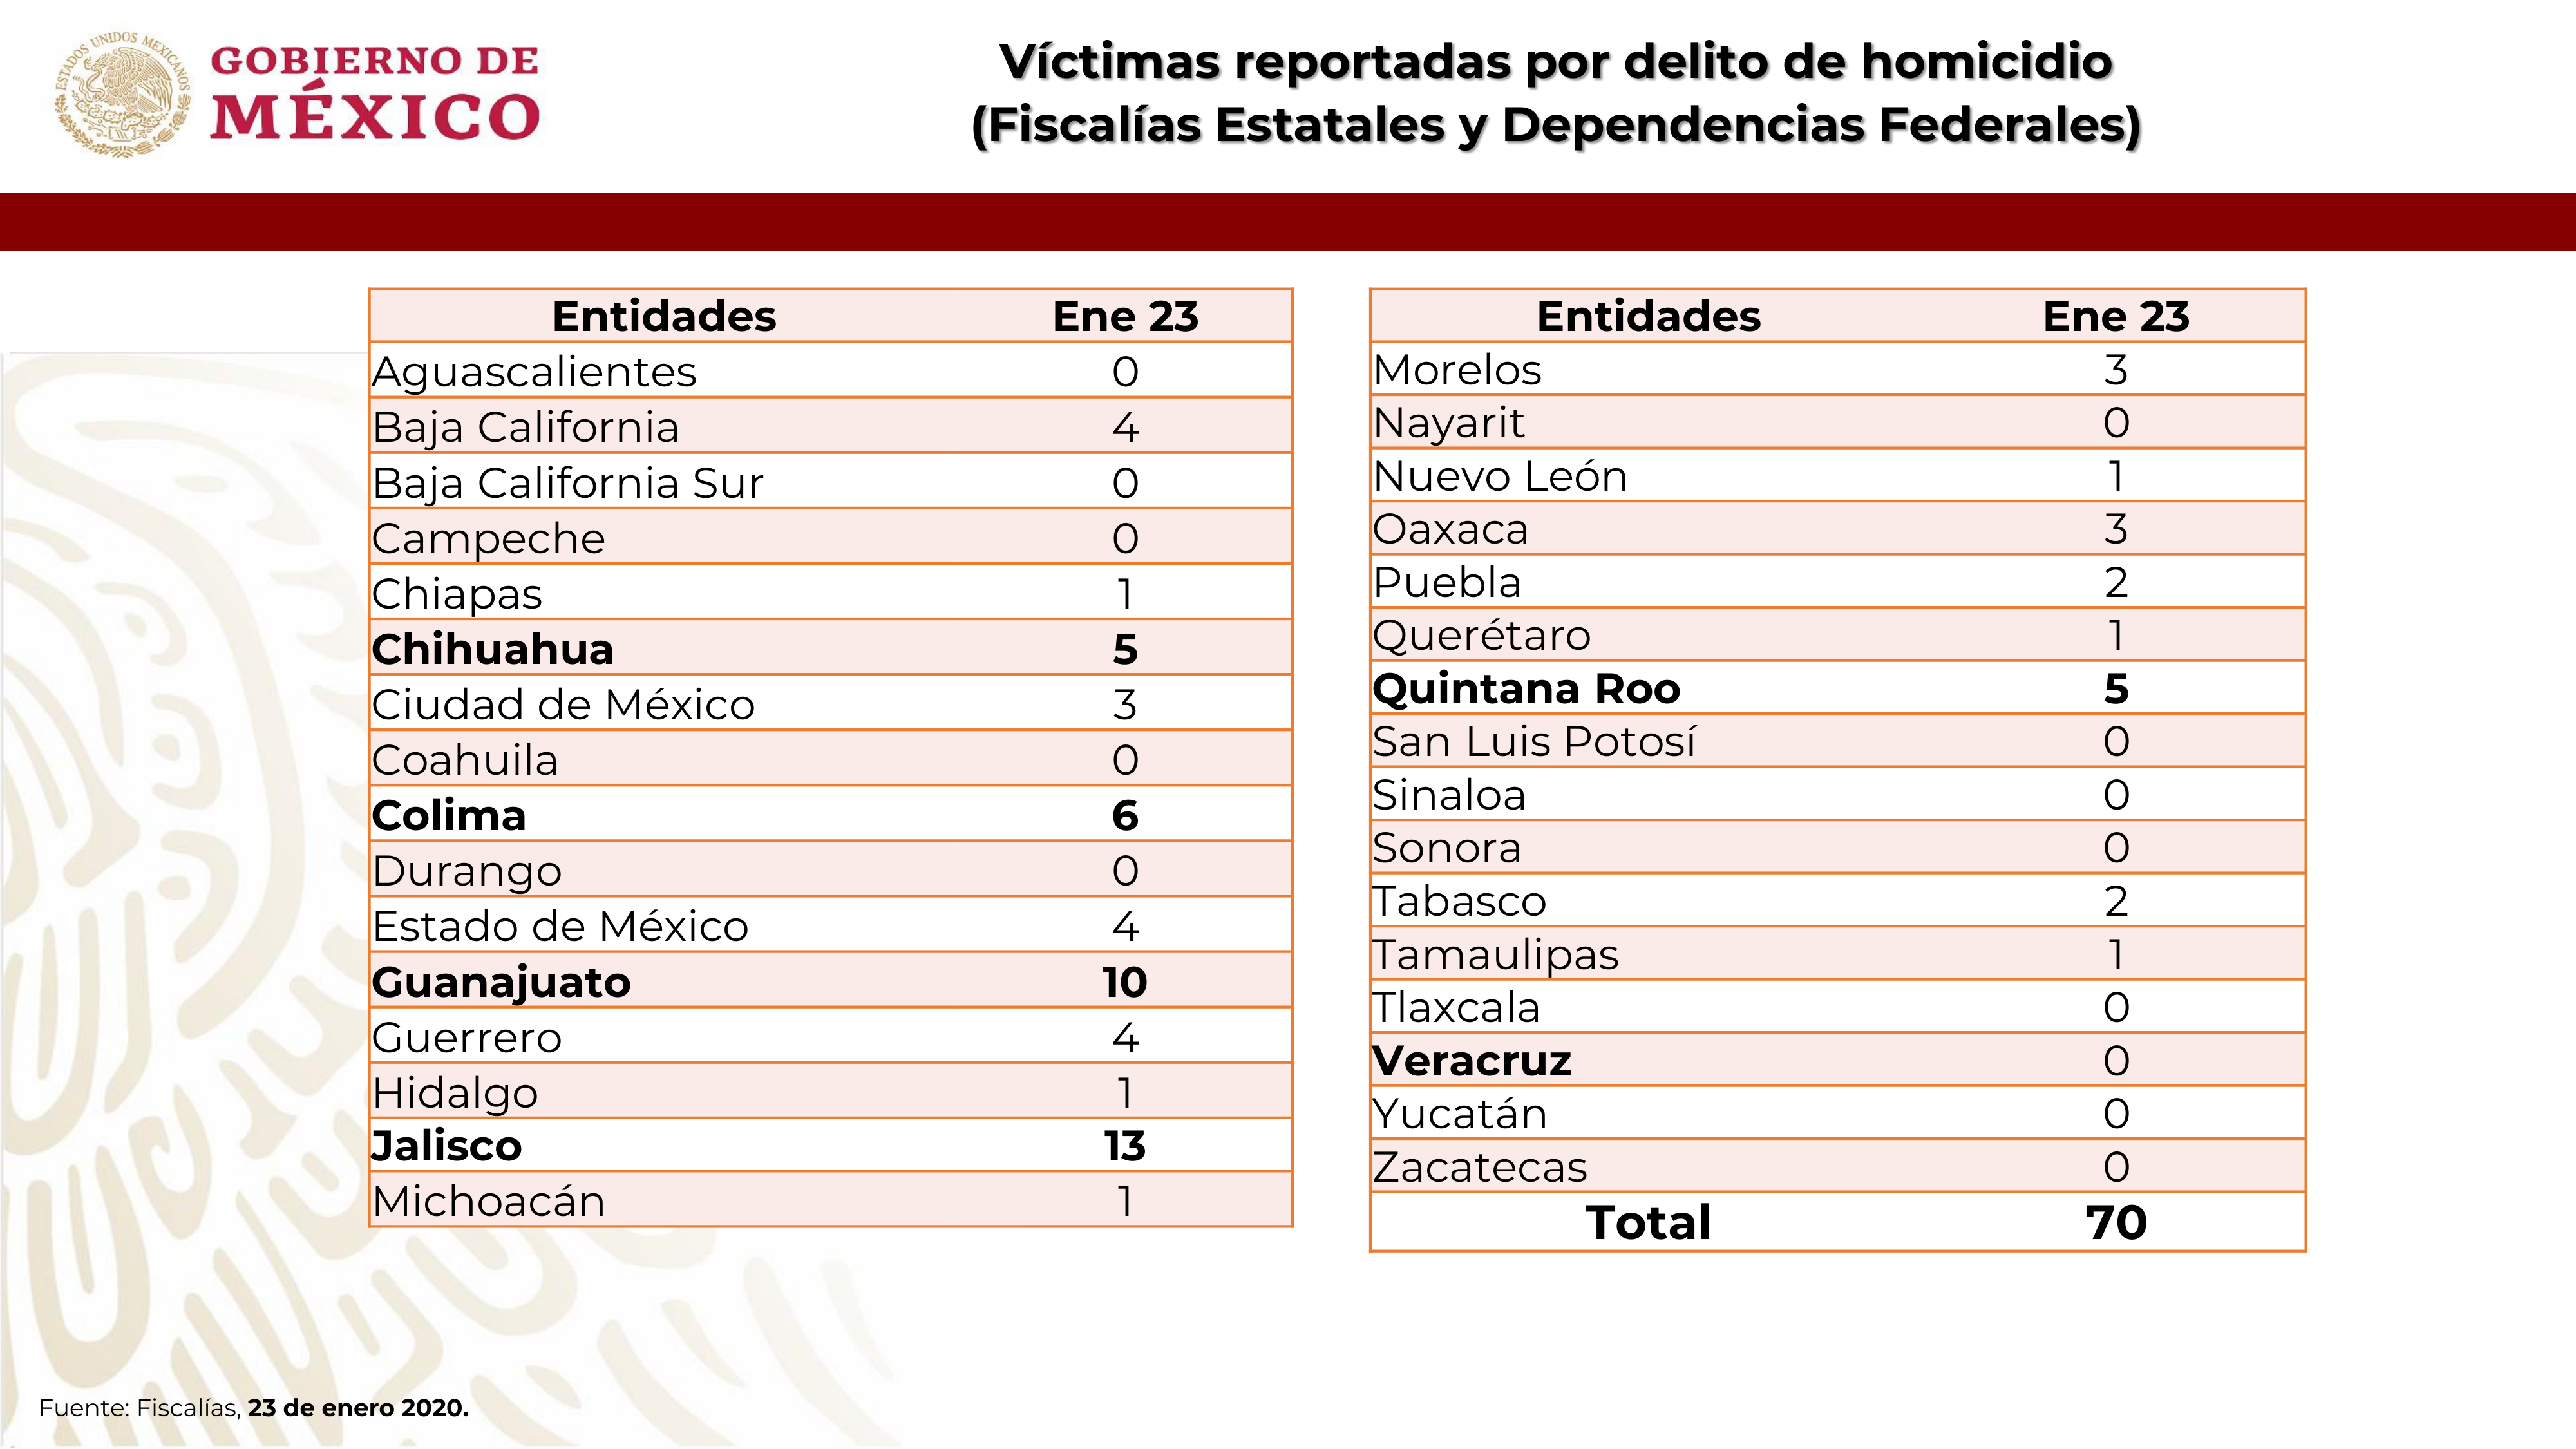 ESTADOS UNIDOS MEXICANOS
GOBIERNO DE
MÉXICO
Víctimas reportadas por delito de homicidio
(Fiscalías Estatales y Dependencias Federales)
Entidades Ene 23
Aguascalientes 0
Baja California 4
Baja California Sur 0
Campeche 0
Chiapas 1
Chihuahua 5
Ciudad de México 3
Coahuila 0
Colima 6
Durango 0
Estado de México 4
Guanajuato 10
Guerrero 4
Hidalgo 1
Jalisco 13
Michoacán 1
Entidades Ene 23
Morelos 3
Nayarit 0
Nuevo León 1
Oaxaca 3
Puebla 2
Querétaro 1
Quintana Roo 5
San Luis Potosí 0
Sinaloa 0
Sonora 0
Tabasco 2
Tamaulipas 1
Tlaxcala 0
Veracruz 0
Yucatán 0
Zacatecas 0
Total 70
Fuente: Fiscalías, 23 de enero 2020.